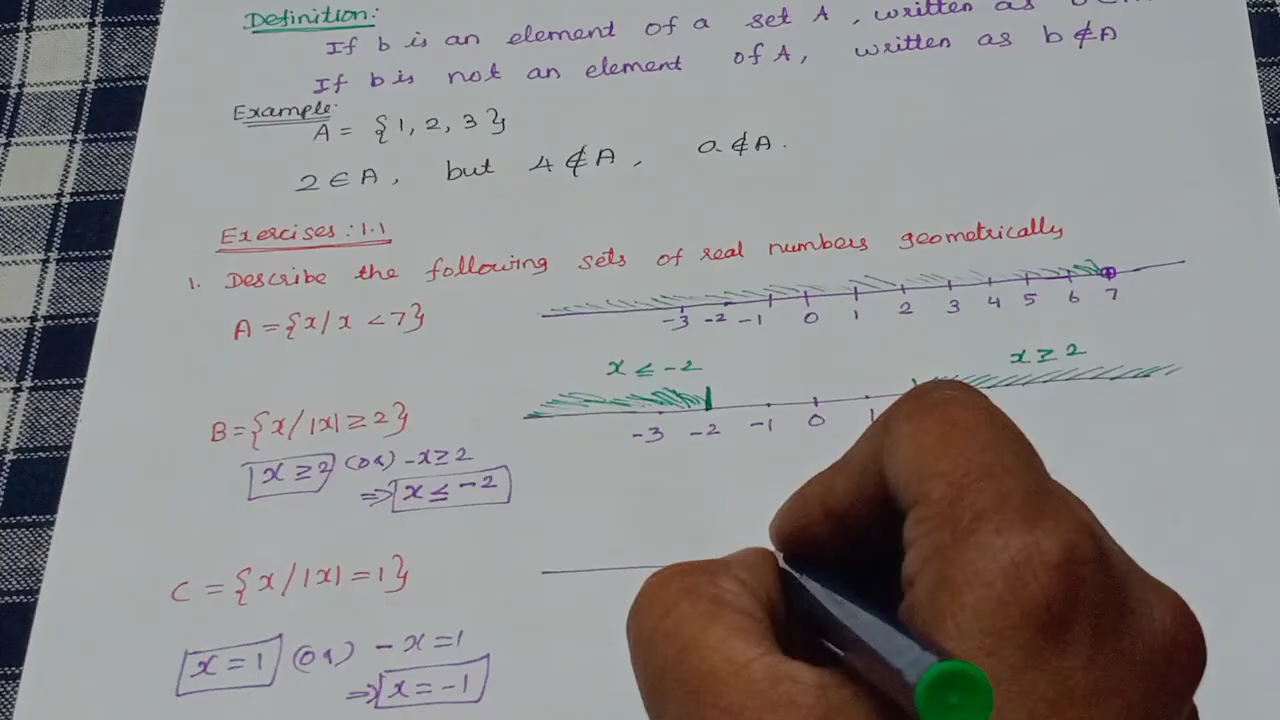 Definition:
If b is an element of a set A, written as
If b is not an element of A, written as b∉A
Example:
A = {1, 2, 3}
2∈A, but 4∉A, a∉A.
Exercises: 1.1
1. Describe the following sets of real numbers geometrically
A={x/x<7}
-3 -2 -1 0 1 2 3 4 5 6 7
x ≤ -2
x ≥ 2
B={x/|x|≥2}
-3 -2 -1 0 1
x≥2 (or) -x≥2
⇒ x ≤ -2
C={x/|x|=1}
x=1 (or) -x=1
⇒ x=-1